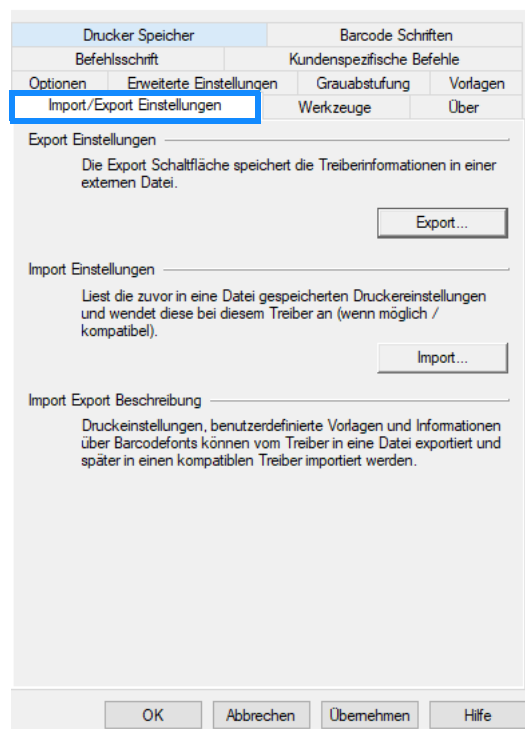 Drucker Speicher
Barcode Schriften
Befehlsschrift
Kundenspezifische Befehle
Optionen
Erweiterte Einstellungen
Grauabstufung
Vorlagen
Import/Export Einstellungen
Werkzeuge
Über
Export Einstellungen
Die Export Schaltfläche speichert die Treiberinformationen in einer
externen Datei.
Export...
Import Einstellungen
Liest die zuvor in eine Datei gespeicherten Druckereinstellungen
und wendet diese bei diesem Treiber an (wenn möglich /
kompatibel).
Import...
Import Export Beschreibung
Druckeinstellungen, benutzerdefinierte Vorlagen und Informationen
über Barcodefonts können vom Treiber in eine Datei exportiert und
später in einen kompatiblen Treiber importiert werden.
OK
Abbrechen
Übernehmen
Hilfe